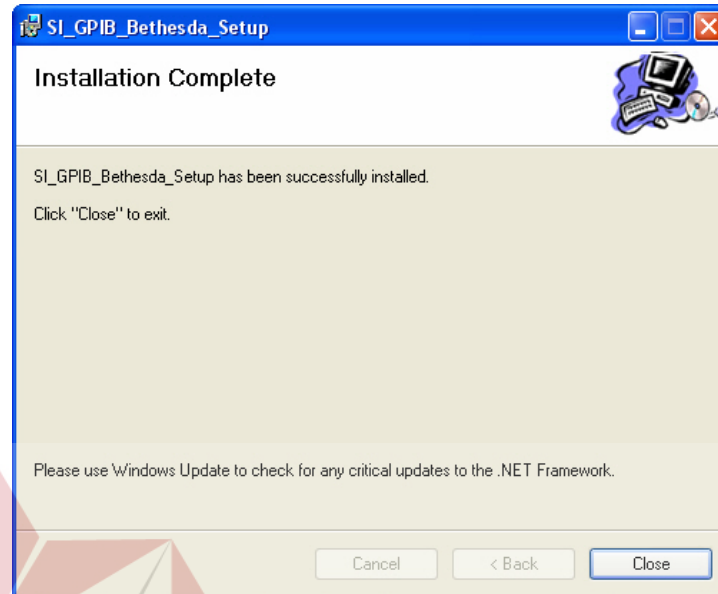 SI_GPIB_Bethesda_Setup
Installation Complete
SI_GPIB_Bethesda_Setup has been successfully installed.
Click "Close" to exit.
Please use Windows Update to check for any critical updates to the .NET Framework.
Cancel
< Back
Close